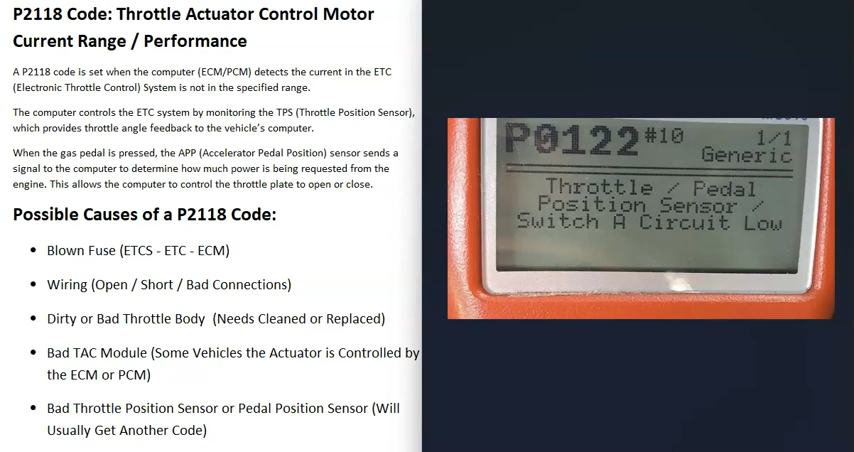 P2118 Code: Throttle Actuator Control Motor
Current Range / Performance
A P2118 code is set when the computer (ECM/PCM) detects the current in the ETC
(Electronic Throttle Control) System is not in the specified range.
The computer controls the ETC system by monitoring the TPS (Throttle Position Sensor),
which provides throttle angle feedback to the vehicle's computer.
When the gas pedal is pressed, the APP (Accelerator Pedal Position) sensor sends a
signal to the computer to determine how much power is being requested from the
engine. This allows the computer to control the throttle plate to open or close.
Possible Causes of a P2118 Code:
• Blown Fuse (ETCS - ETC - ECM)
• Wiring (Open / Short / Bad Connections)
• Dirty or Bad Throttle Body (Needs Cleaned or Replaced)
• Bad TAC Module (Some Vehicles the Actuator is Controlled by
the ECM or PCM)
• Bad Throttle Position Sensor or Pedal Position Sensor (Will
Usually Get Another Code)
P0122 #10 1/1
Generic
Throttle / Pedal
Position Sensor /
Switch A Circuit Low